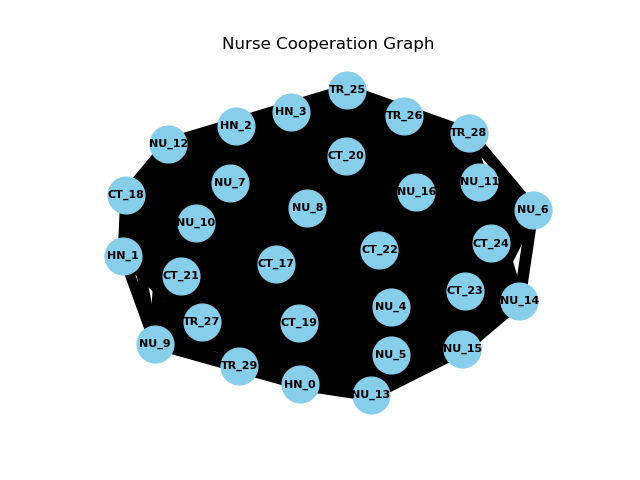 Nurse Cooperation Graph
TR_25
HN_3
TR_26
HN_2
TR_28
NU_12
CT_20
NU_7
NU_11
NU_16
CT_18
NU_8
NU_6
NU_10
CT_24
CT_22
HN_1
CT_17
CT_21
CT_23
NU_14
NU_4
TR_27
CT_19
NU_9
NU_15
NU_5
TR_29
HN_0
NU_13